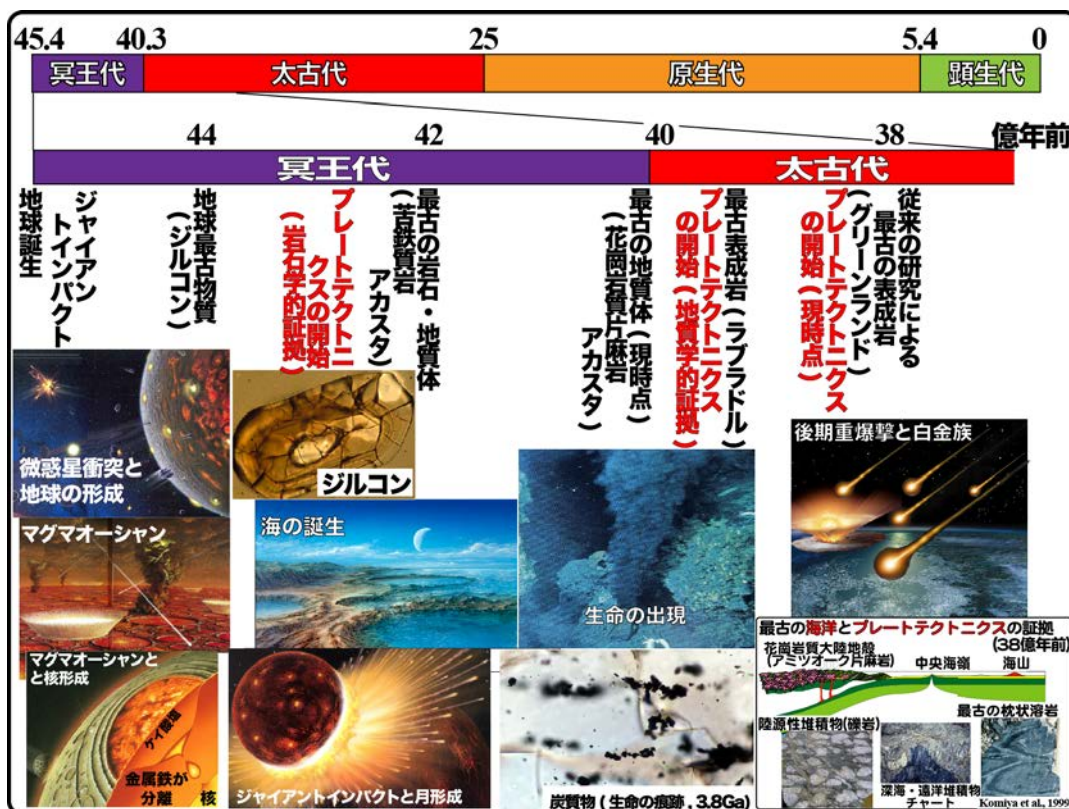 45.4 40.3 25 5.4 0
冥王代 太古代 原生代 顕生代
44 42 40 38 億年前
冥王代 太古代
地球誕生
ジャイアン
トインパクト
地球最古物質
(ジルコン)
プレートテクトニ
クスの開始
(岩石学的証拠)
最古の岩石・地質体
(苦鉄質岩
アカスタ)
最古の地質体(現時点)
(花崗岩質片麻岩
アカスタ)
プレートテクトニクス
の開始(地質学的証拠)
最古表成岩(ラブラドル)
プレートテクトニクス
の開始(現時点)
従来の研究による
最古の表成岩
(グリーンランド)
微惑星衝突と
地球の形成
ジルコン
後期重爆撃と白金族
マグマオーシャン
海の誕生
生命の出現
マグマオーシャンと
と核形成
ケイ酸塩
金属鉄が
分離 核
ジャイアントインパクトと月形成
炭質物(生命の痕跡, 3.8Ga)
最古の海洋とプレートテクトニクスの証拠
(38億年前)
花崗岩質大陸地殻
(アミツオーク片麻岩)
中央海嶺
海山
陸源性堆積物(礫岩)
最古の枕状溶岩
深海・遠洋堆積物
チャート
Komiya et al., 1999